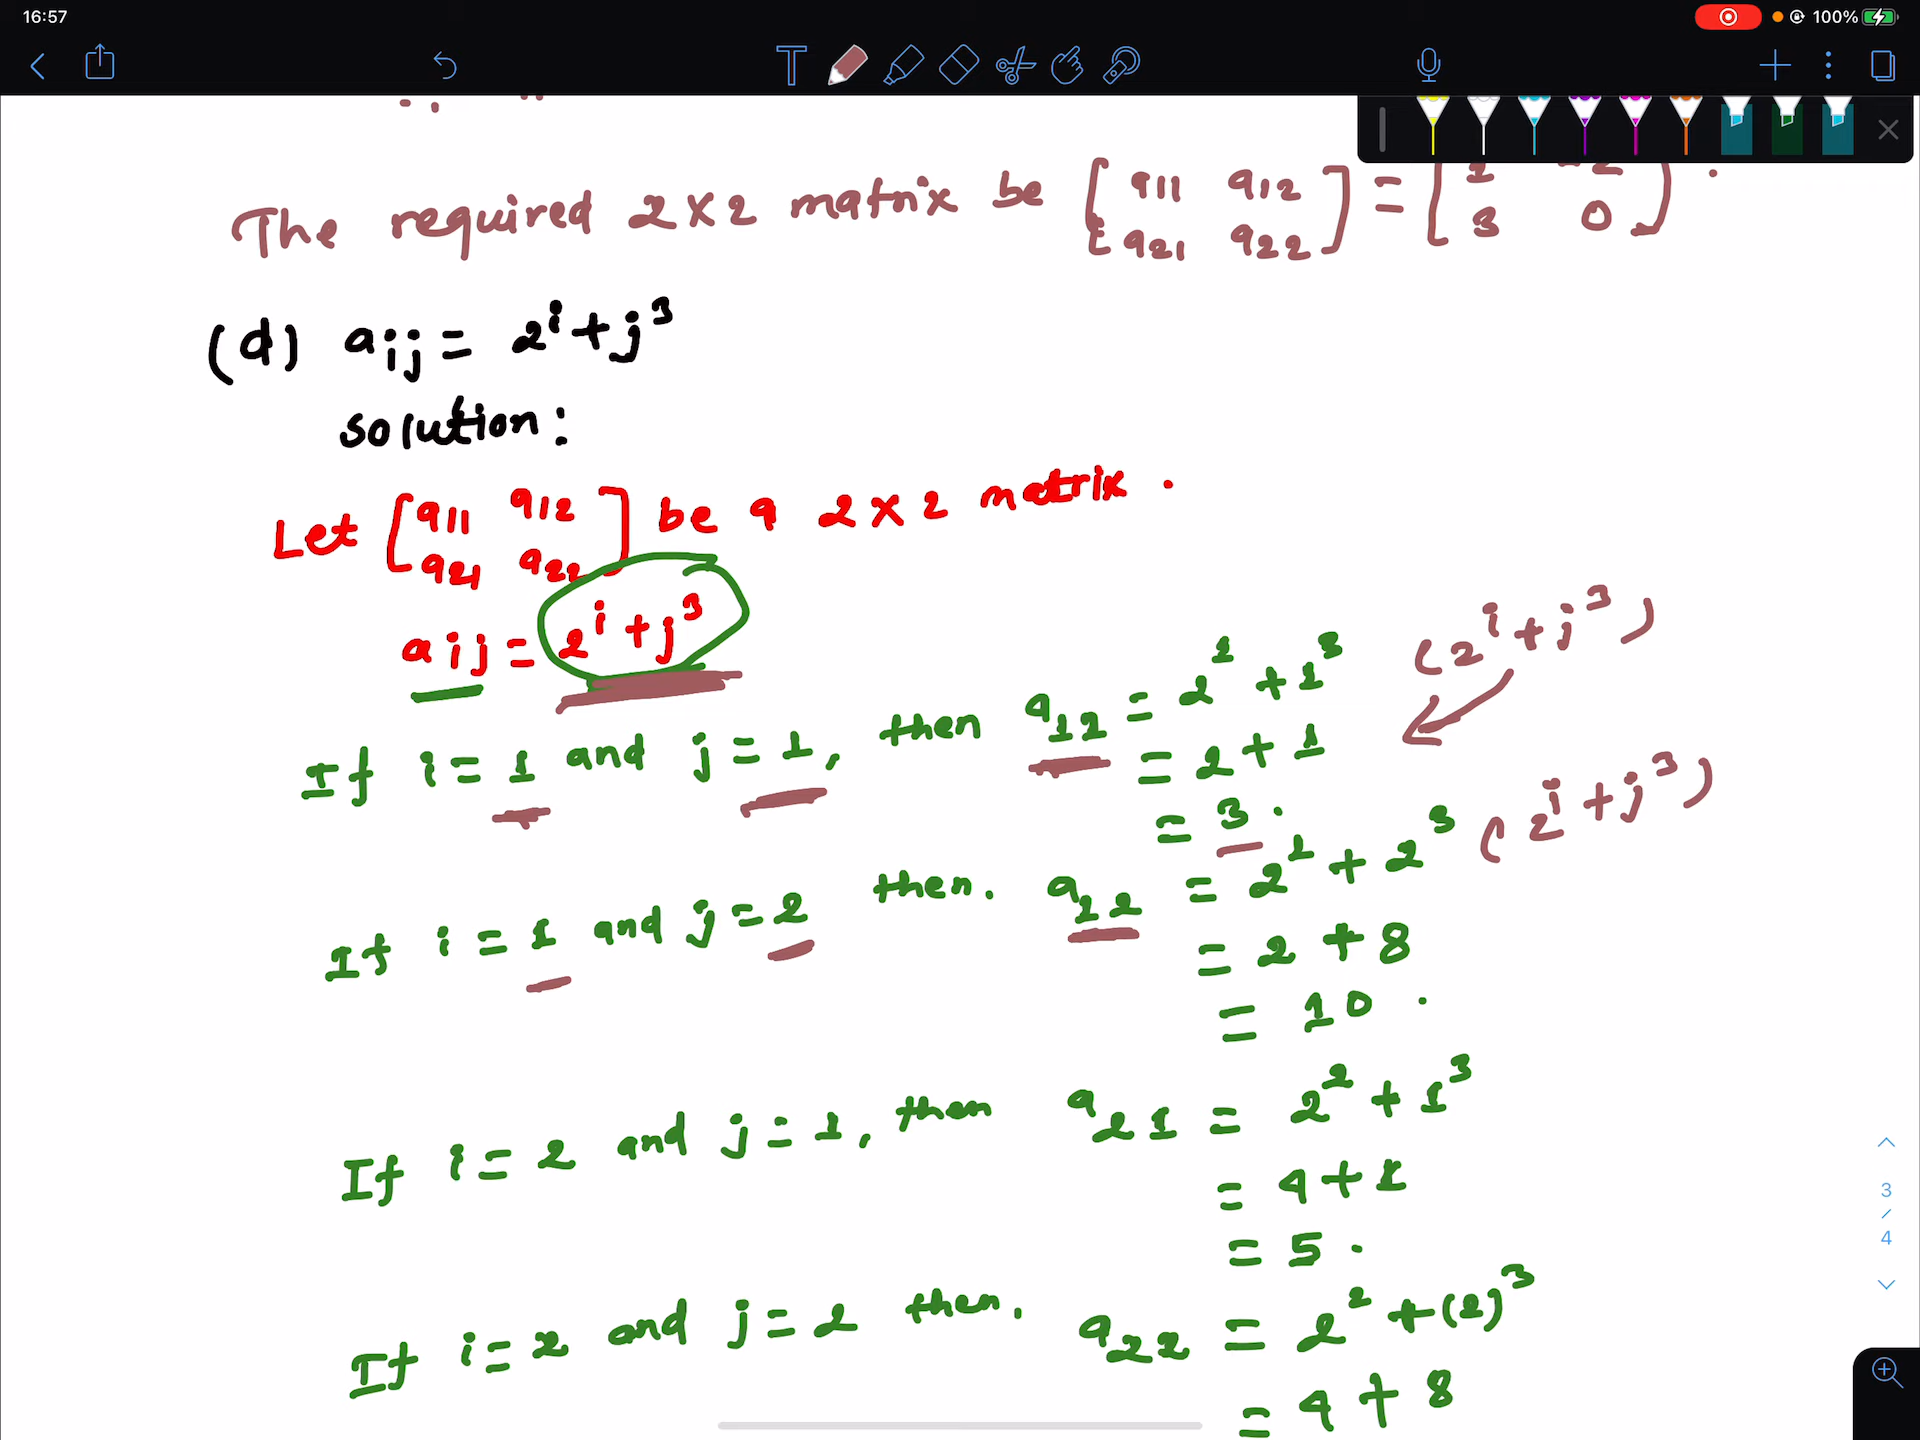 16:57
100%
The required 2x2 matrix be [a11 a12 a21 a22] = [ 3 0 ].
(d) aij = 2^i + j^3
solution:
Let [a11 a12 a21 a22] be a 2x2 matrix.
aij = 2^i + j^3
(2^i + j^3)
If i = 1 and j = 1, then a11 = 2^1 + 1^3
= 2 + 1
= 3.
(2^i + j^3)
If i = 1 and j = 2 then. a12 = 2^1 + 2^3
= 2 + 8
= 10.
If i = 2 and j = 1, then a21 = 2^2 + 1^3
= 4 + 1
= 5.
If i = 2 and j = 2 then. a22 = 2^2 + (2)^3
= 4 + 8
3
/
4